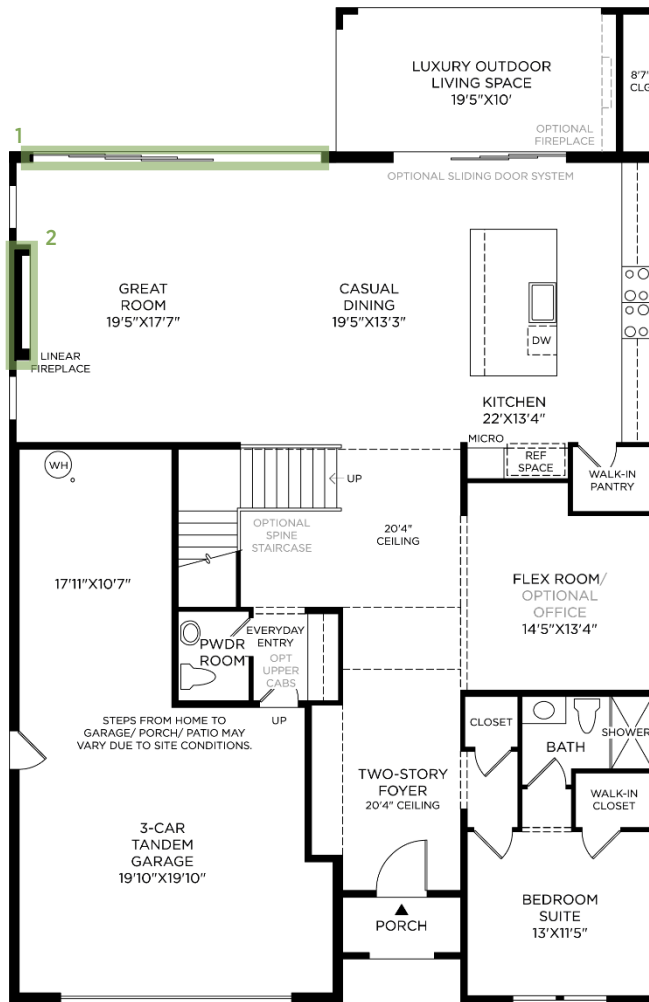 LUXURY OUTDOOR
LIVING SPACE
19'5"X10'
8'7"
CLG
OPTIONAL
FIREPLACE
1
OPTIONAL SLIDING DOOR SYSTEM
2
GREAT
ROOM
19'5"X17'7"
CASUAL
DINING
19'5"X13'3"
DW
LINEAR
FIREPLACE
KITCHEN
22'X13'4"
MICRO
REF
SPACE
WALK-IN
PANTRY
WH
UP
OPTIONAL
SPINE
STAIRCASE
20'4"
CEILING
17'11"X10'7"
FLEX ROOM/
OPTIONAL
OFFICE
14'5"X13'4"
PWDR
ROOM
EVERYDAY
ENTRY
OPT
UPPER
CABS
UP
STEPS FROM HOME TO
GARAGE/ PORCH/ PATIO MAY
VARY DUE TO SITE CONDITIONS.
CLOSET
BATH
SHOWER
TWO-STORY
FOYER
20'4" CEILING
WALK-IN
CLOSET
3-CAR
TANDEM
GARAGE
19'10"X19'10"
BEDROOM
SUITE
13'X11'5"
PORCH